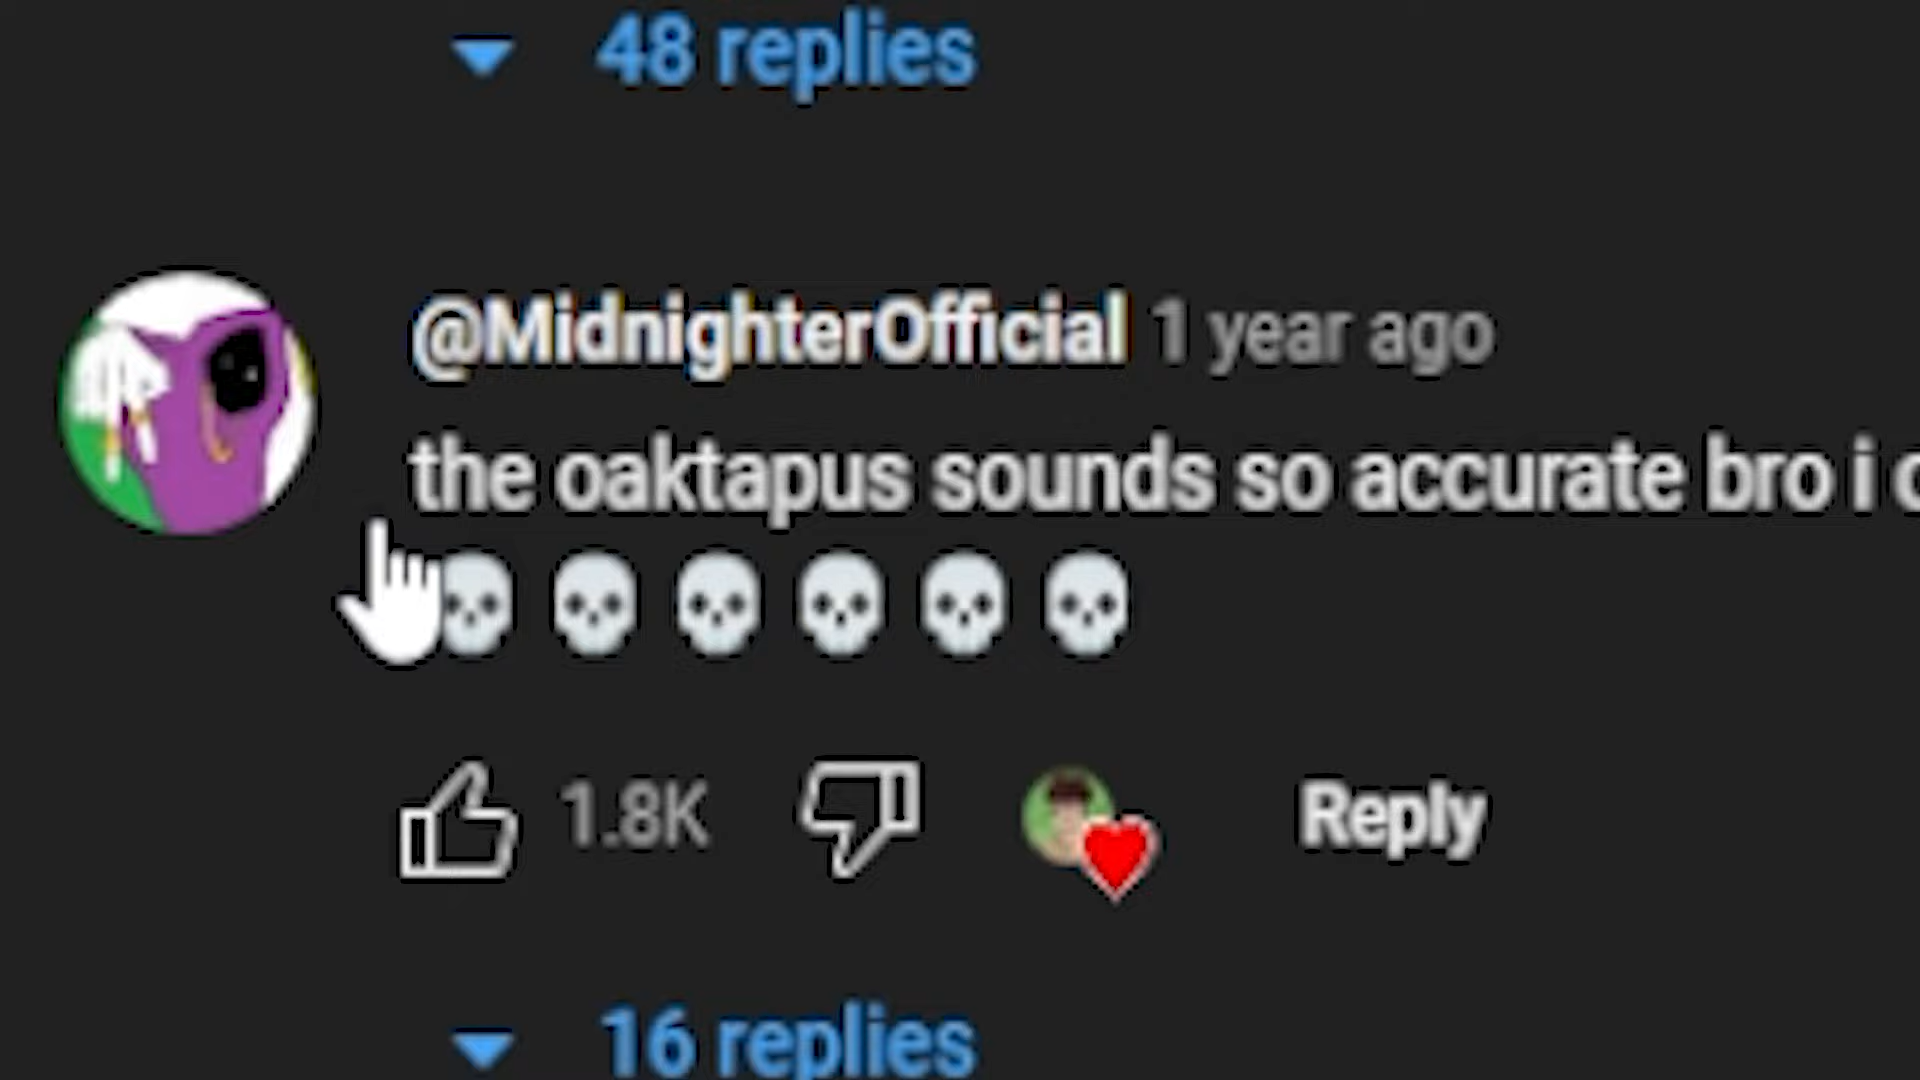 48 replies
@MidnighterOfficial 1 year ago
the oaktapus sounds so accurate bro i
💀💀💀💀💀💀
1.8K Reply
16 replies